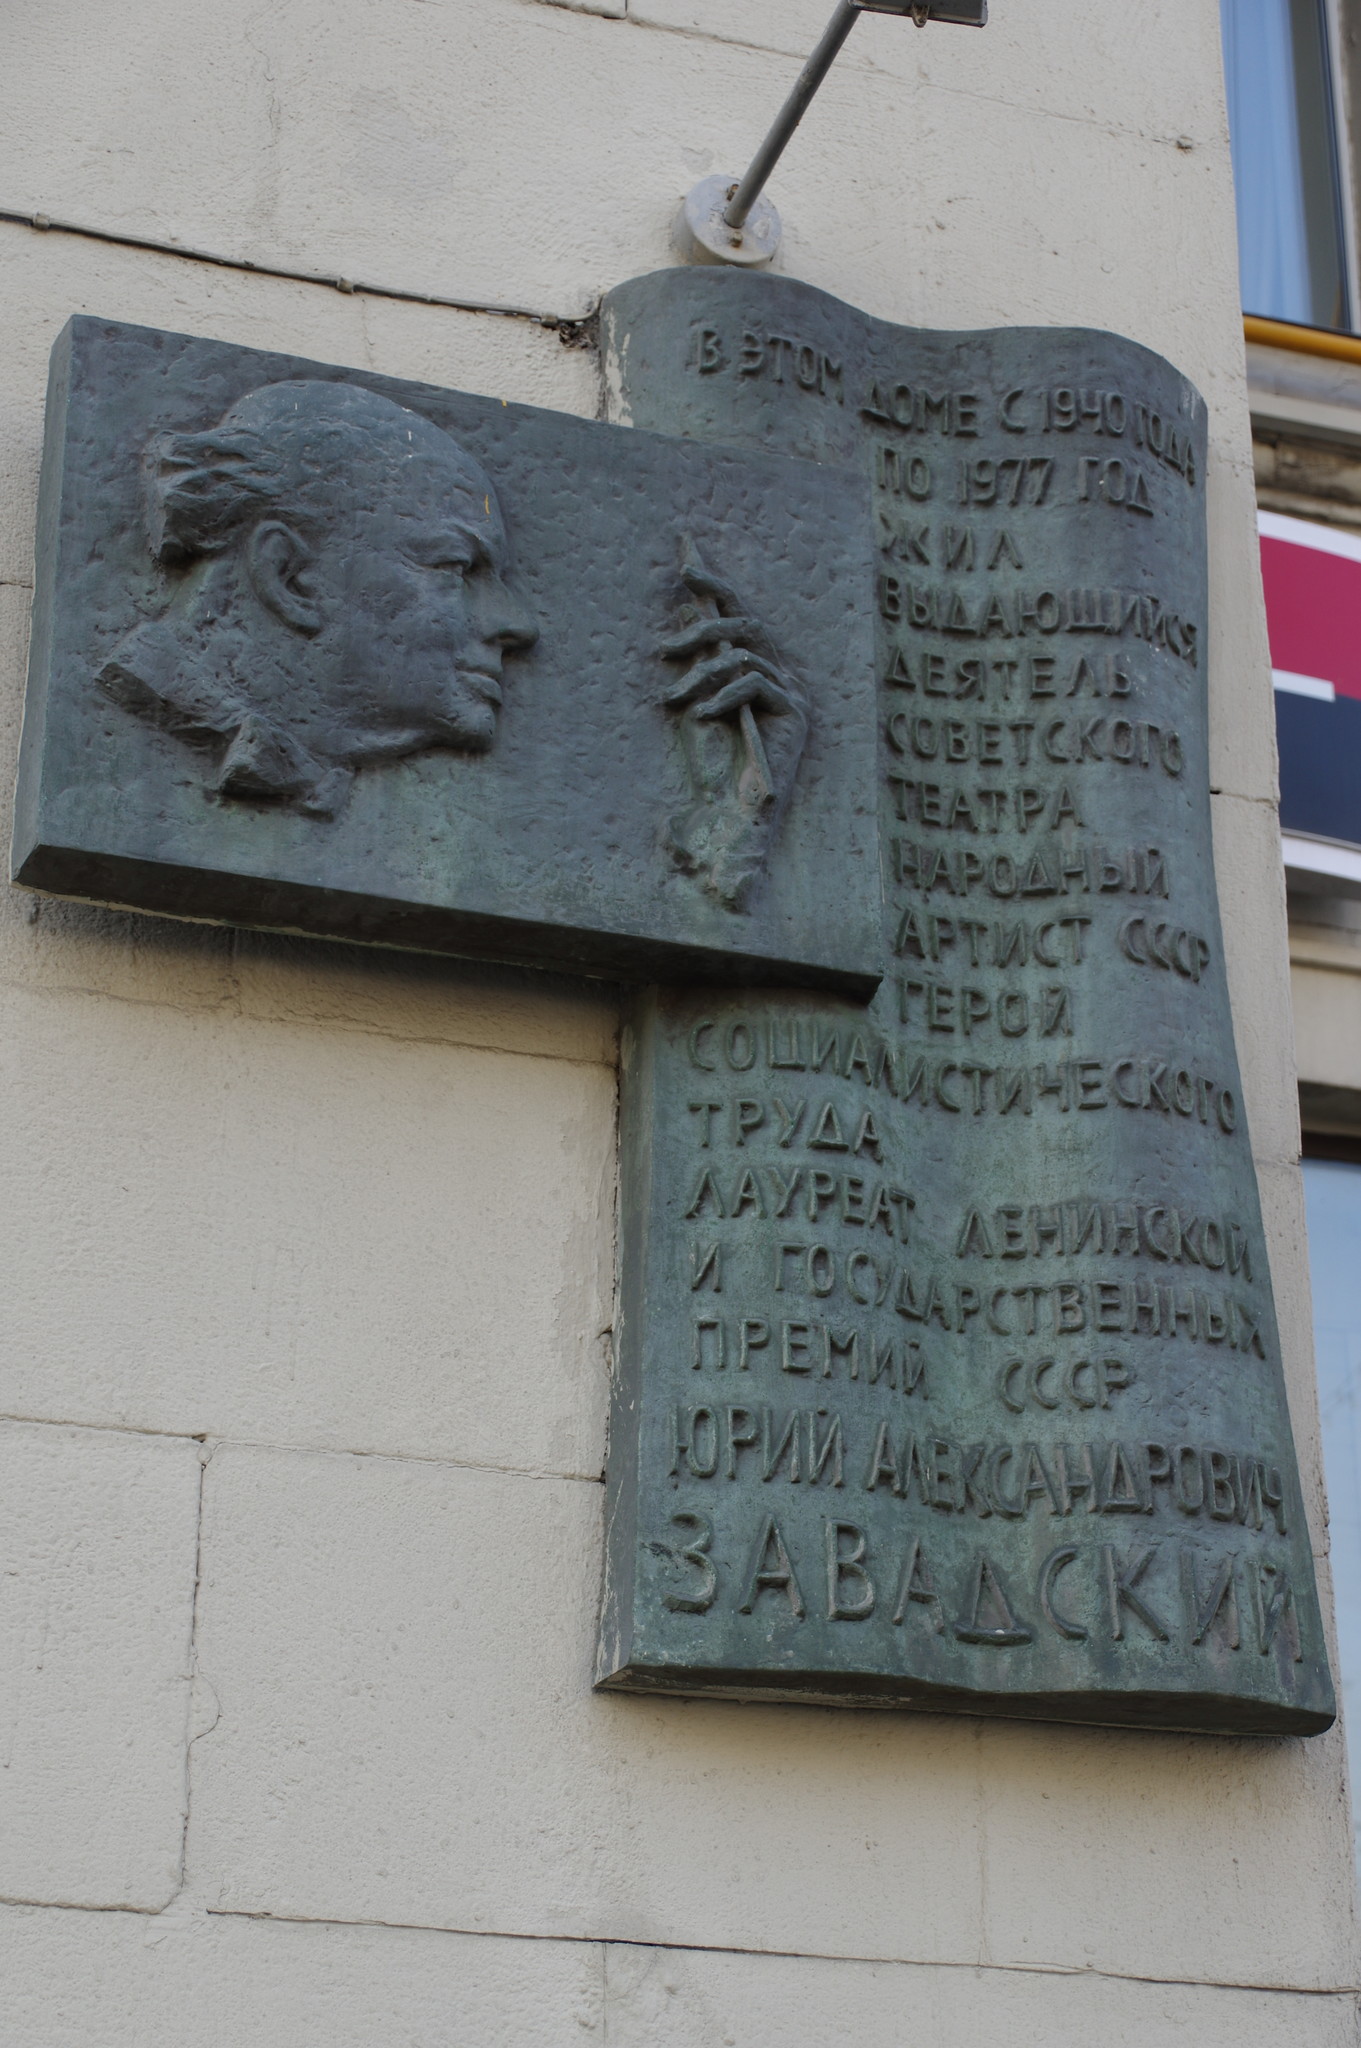 В ЭТОМ ДОМЕ С 1940 ГОДА
ПО 1977 ГОД
ЖИЛ
ВЫДАЮЩИЙСЯ
ДЕЯТЕЛЬ
СОВЕТСКОГО
ТЕАТРА
НАРОДНЫЙ
АРТИСТ СССР
ГЕРОЙ
СОЦИАЛИСТИЧЕСКОГО
ТРУДА
ЛАУРЕАТ ЛЕНИНСКОЙ
И ГОСУДАРСТВЕННЫХ
ПРЕМИЙ СССР
ЮРИЙ АЛЕКСАНДРОВИЧ
ЗАВАДСКИЙ